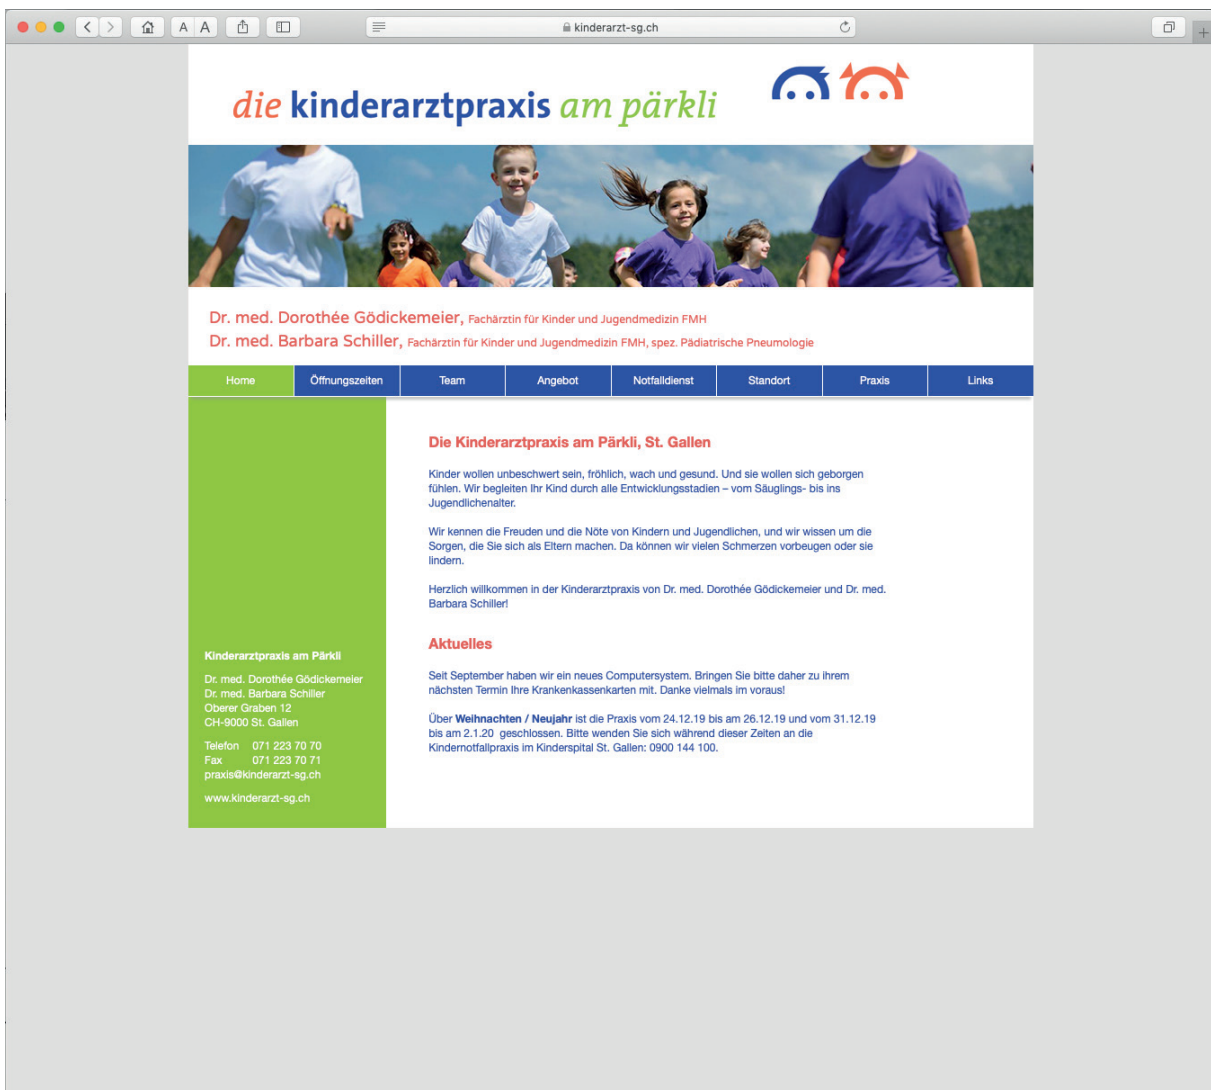 A A
kinderarzt-sg.ch
die kinderarztpraxis am pärkli
Dr. med. Dorothée Gödickemeier, Fachärztin für Kinder und Jugendmedizin FMH
Dr. med. Barbara Schiller, Fachärztin für Kinder und Jugendmedizin FMH, spez. Pädiatrische Pneumologie
Home Öffnungszeiten Team Angebot Notfalldienst Standort Praxis Links
Die Kinderarztpraxis am Pärkli, St. Gallen
Kinder wollen unbeschwert sein, fröhlich, wach und gesund. Und sie wollen sich geborgen
fühlen. Wir begleiten Ihr Kind durch alle Entwicklungsstadien – vom Säuglings- bis ins
Jugendlichenalter.
Wir kennen die Freuden und die Nöte von Kindern und Jugendlichen, und wir wissen um die
Sorgen, die Sie sich als Eltern machen. Da können wir vielen Schmerzen vorbeugen oder sie
lindern.
Herzlich willkommen in der Kinderarztpraxis von Dr. med. Dorothée Gödickemeier und Dr. med.
Barbara Schiller!
Aktuelles
Seit September haben wir ein neues Computersystem. Bringen Sie bitte daher zu ihrem
nächsten Termin Ihre Krankenkassenkarten mit. Danke vielmals im voraus!
Über Weihnachten / Neujahr ist die Praxis vom 24.12.19 bis am 26.12.19 und vom 31.12.19
bis am 2.1.20 geschlossen. Bitte wenden Sie sich während dieser Zeiten an die
Kindernotfallpraxis im Kinderspital St. Gallen: 0900 144 100.
Kinderarztpraxis am Pärkli
Dr. med. Dorothée Gödickemeier
Dr. med. Barbara Schiller
Oberer Graben 12
CH-9000 St. Gallen
Telefon 071 223 70 70
Fax 071 223 70 71
praxis@kinderarzt-sg.ch
www.kinderarzt-sg.ch